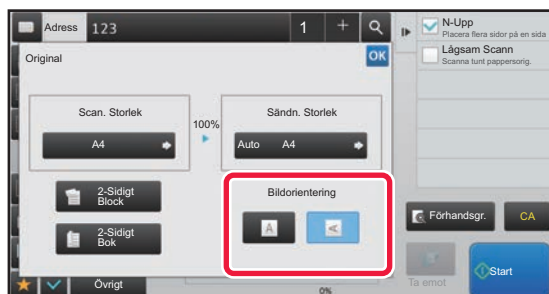 Adress 123 1 +
OK
Original
Scan. Storlek
100%
Sändn. Storlek
A4
Auto A4
2-Sidigt
Block
2-Sidigt
Bok
Bildorientering
A
A
Övrigt
0%
N-Upp
Placera flera sidor på en sida
Lågsam Scann
Scanna tunt pappersorig.
Förhandsgr.
CA
Ta emot
Start